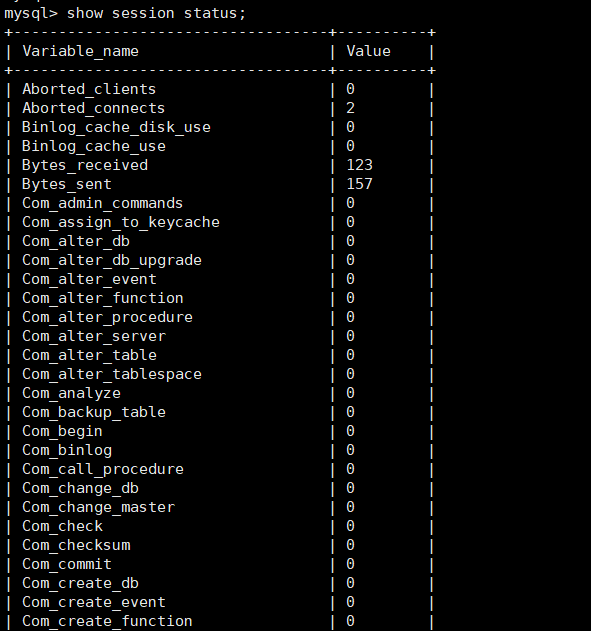 mysql> show session status;
+-----------------------------------+----------+
| Variable_name | Value |
+-----------------------------------+----------+
| Aborted_clients | 0 |
| Aborted_connects | 2 |
| Binlog_cache_disk_use | 0 |
| Binlog_cache_use | 0 |
| Bytes_received | 123 |
| Bytes_sent | 157 |
| Com_admin_commands | 0 |
| Com_assign_to_keycache | 0 |
| Com_alter_db | 0 |
| Com_alter_db_upgrade | 0 |
| Com_alter_event | 0 |
| Com_alter_function | 0 |
| Com_alter_procedure | 0 |
| Com_alter_server | 0 |
| Com_alter_table | 0 |
| Com_alter_tablespace | 0 |
| Com_analyze | 0 |
| Com_backup_table | 0 |
| Com_begin | 0 |
| Com_binlog | 0 |
| Com_call_procedure | 0 |
| Com_change_db | 0 |
| Com_change_master | 0 |
| Com_check | 0 |
| Com_checksum | 0 |
| Com_commit | 0 |
| Com_create_db | 0 |
| Com_create_event | 0 |
| Com_create_function | 0 |